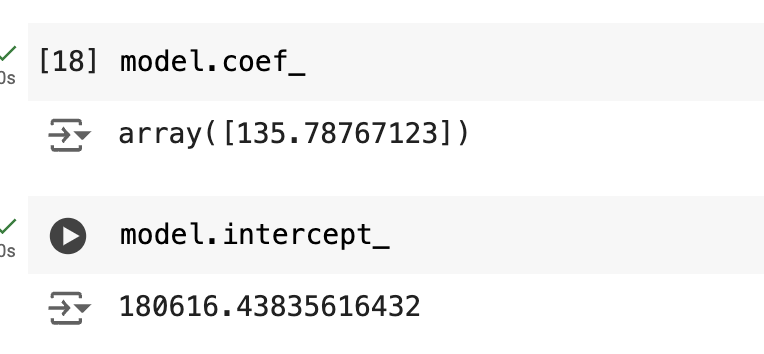 [18] model.coef_
0s
array([135.78767123])
model.intercept_
0s
180616.43835616432